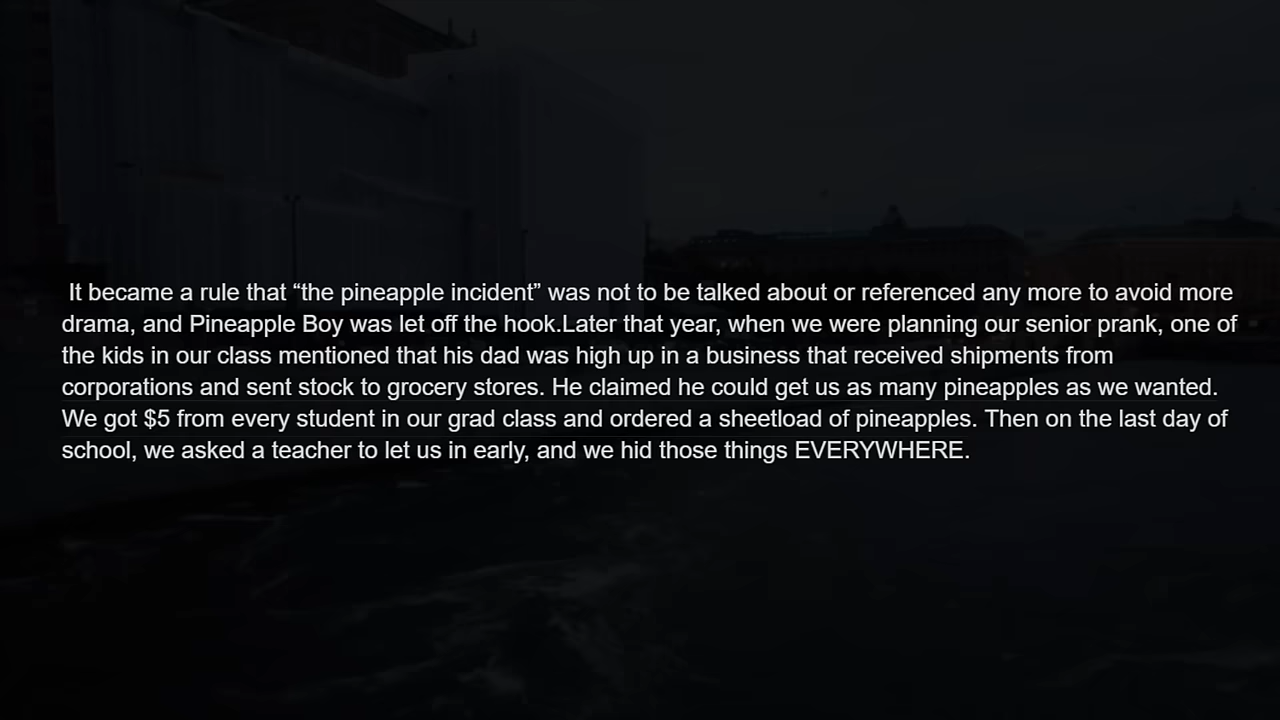 It became a rule that “the pineapple incident” was not to be talked about or referenced any more to avoid more
drama, and Pineapple Boy was let off the hook.Later that year, when we were planning our senior prank, one of
the kids in our class mentioned that his dad was high up in a business that received shipments from
corporations and sent stock to grocery stores. He claimed he could get us as many pineapples as we wanted.
We got $5 from every student in our grad class and ordered a sheetload of pineapples. Then on the last day of
school, we asked a teacher to let us in early, and we hid those things EVERYWHERE.